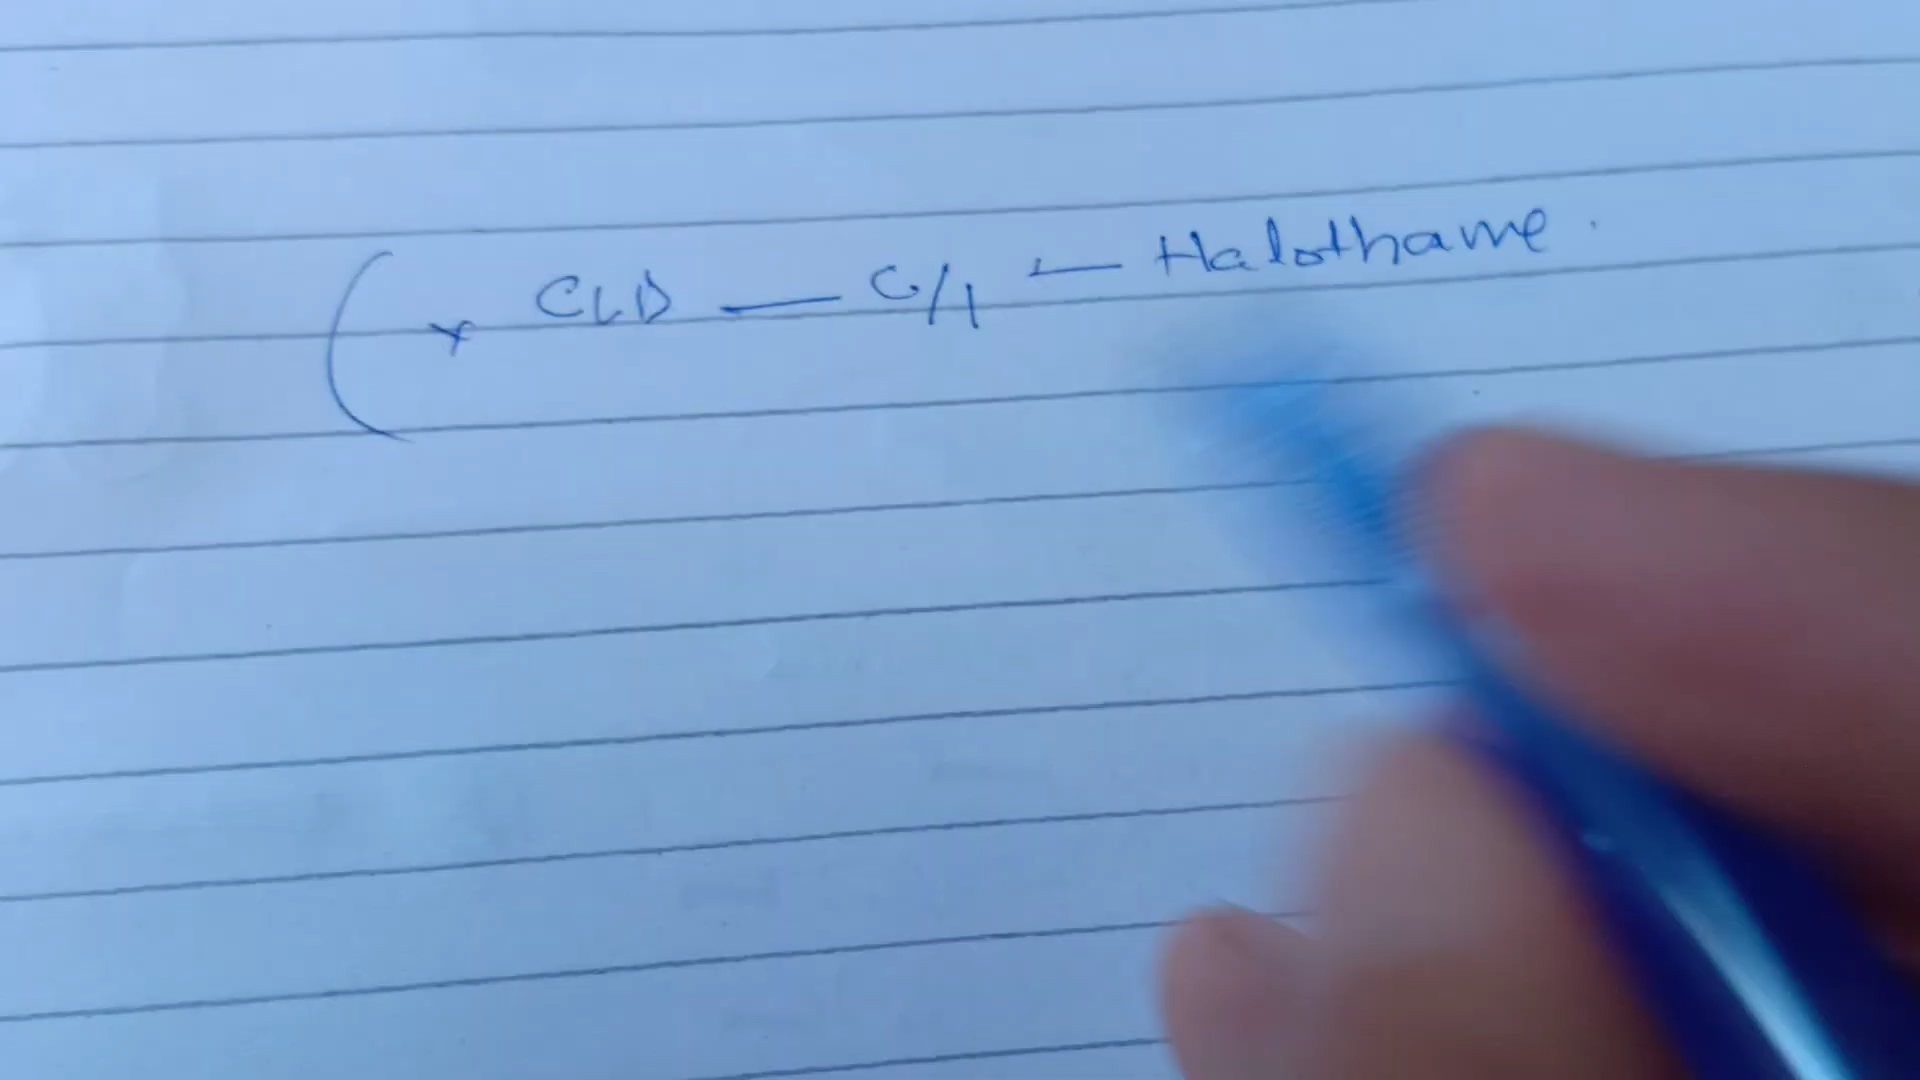 ( * CLD — C/I — Halothane.